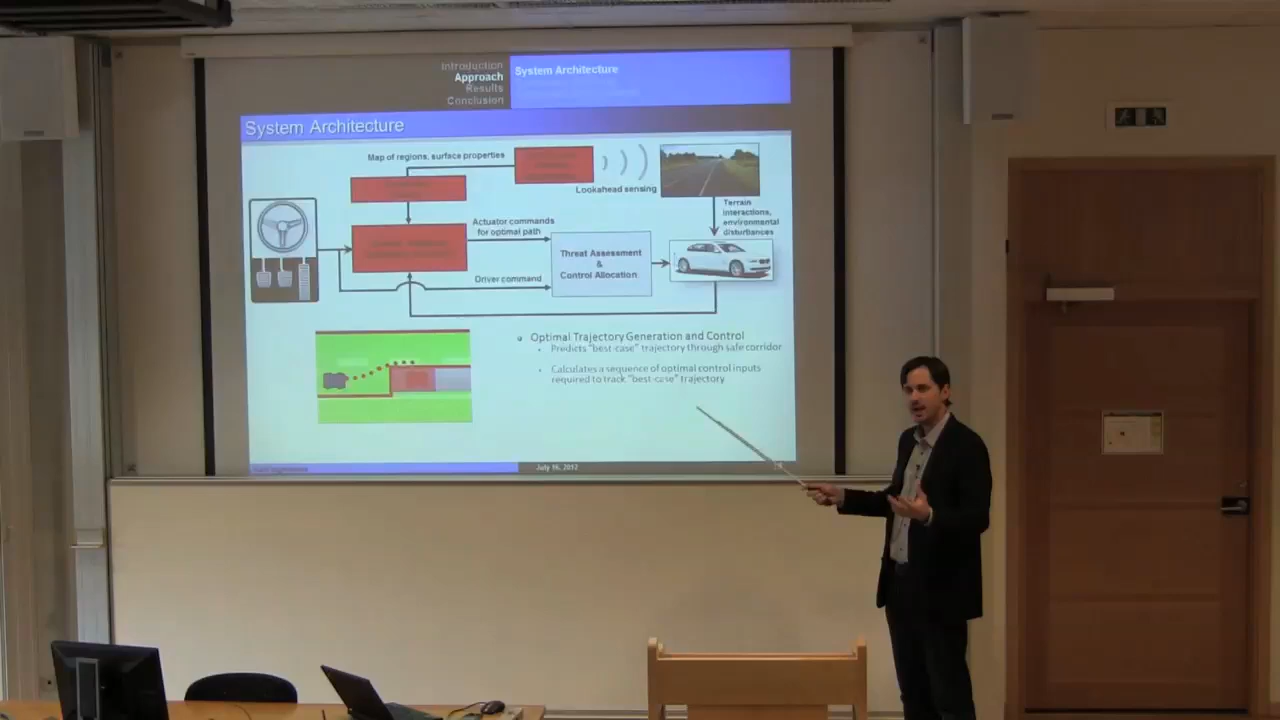 Introduction
Approach
Results
Conclusion
System Architecture
System Architecture
Map of regions, surface properties
Lookahead sensing
Terrain
interactions,
environmental
disturbances
Actuator commands
for optimal path
Threat Assessment
&
Control Allocation
Driver command
Optimal Trajectory Generation and Control
Predicts "best-case" trajectory through safe corridor
Calculates a sequence of optimal control inputs
required to track "best-case" trajectory
July 16, 2012